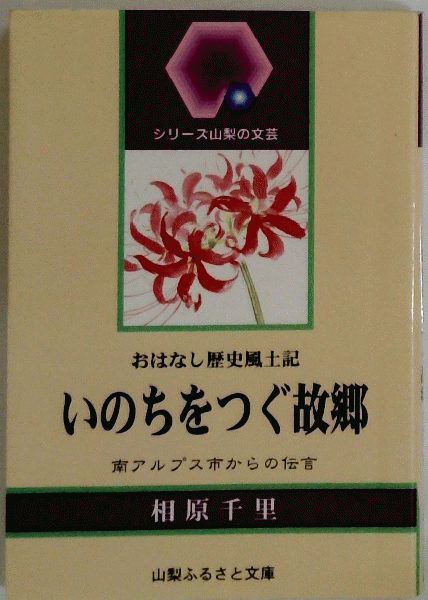 シリーズ山梨の文芸
おはなし歴史風土記
いのちをつぐ故郷
南アルプス市からの伝言
相原千里
山梨ふるさと文庫